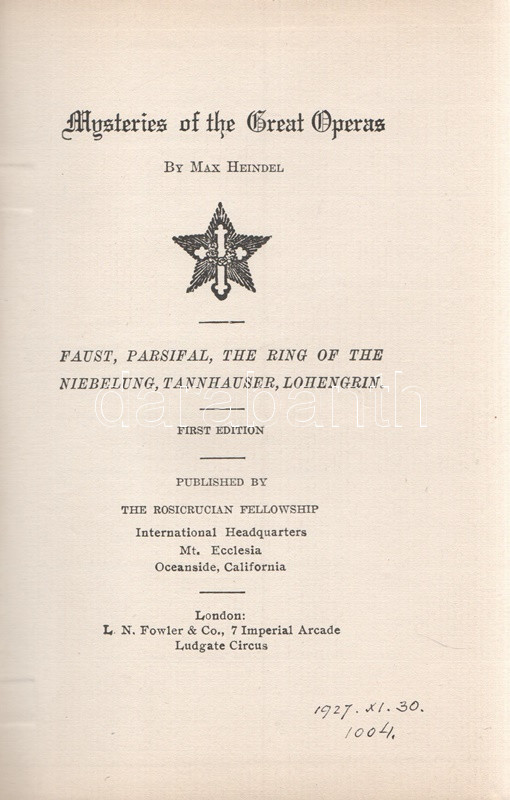 Mysteries of the Great Operas
By Max Heindel
FAUST, PARSIFAL, THE RING OF THE
NIEBELUNG, TANNHAUSER, LOHENGRIN.
darabanth
FIRST EDITION
PUBLISHED BY
THE ROSICRUCIAN FELLOWSHIP
International Headquarters
Mt. Ecclesia
Oceanside, California
London:
L. N. Fowler & Co., 7 Imperial Arcade
Ludgate Circus
1927. XI. 30.
1004.